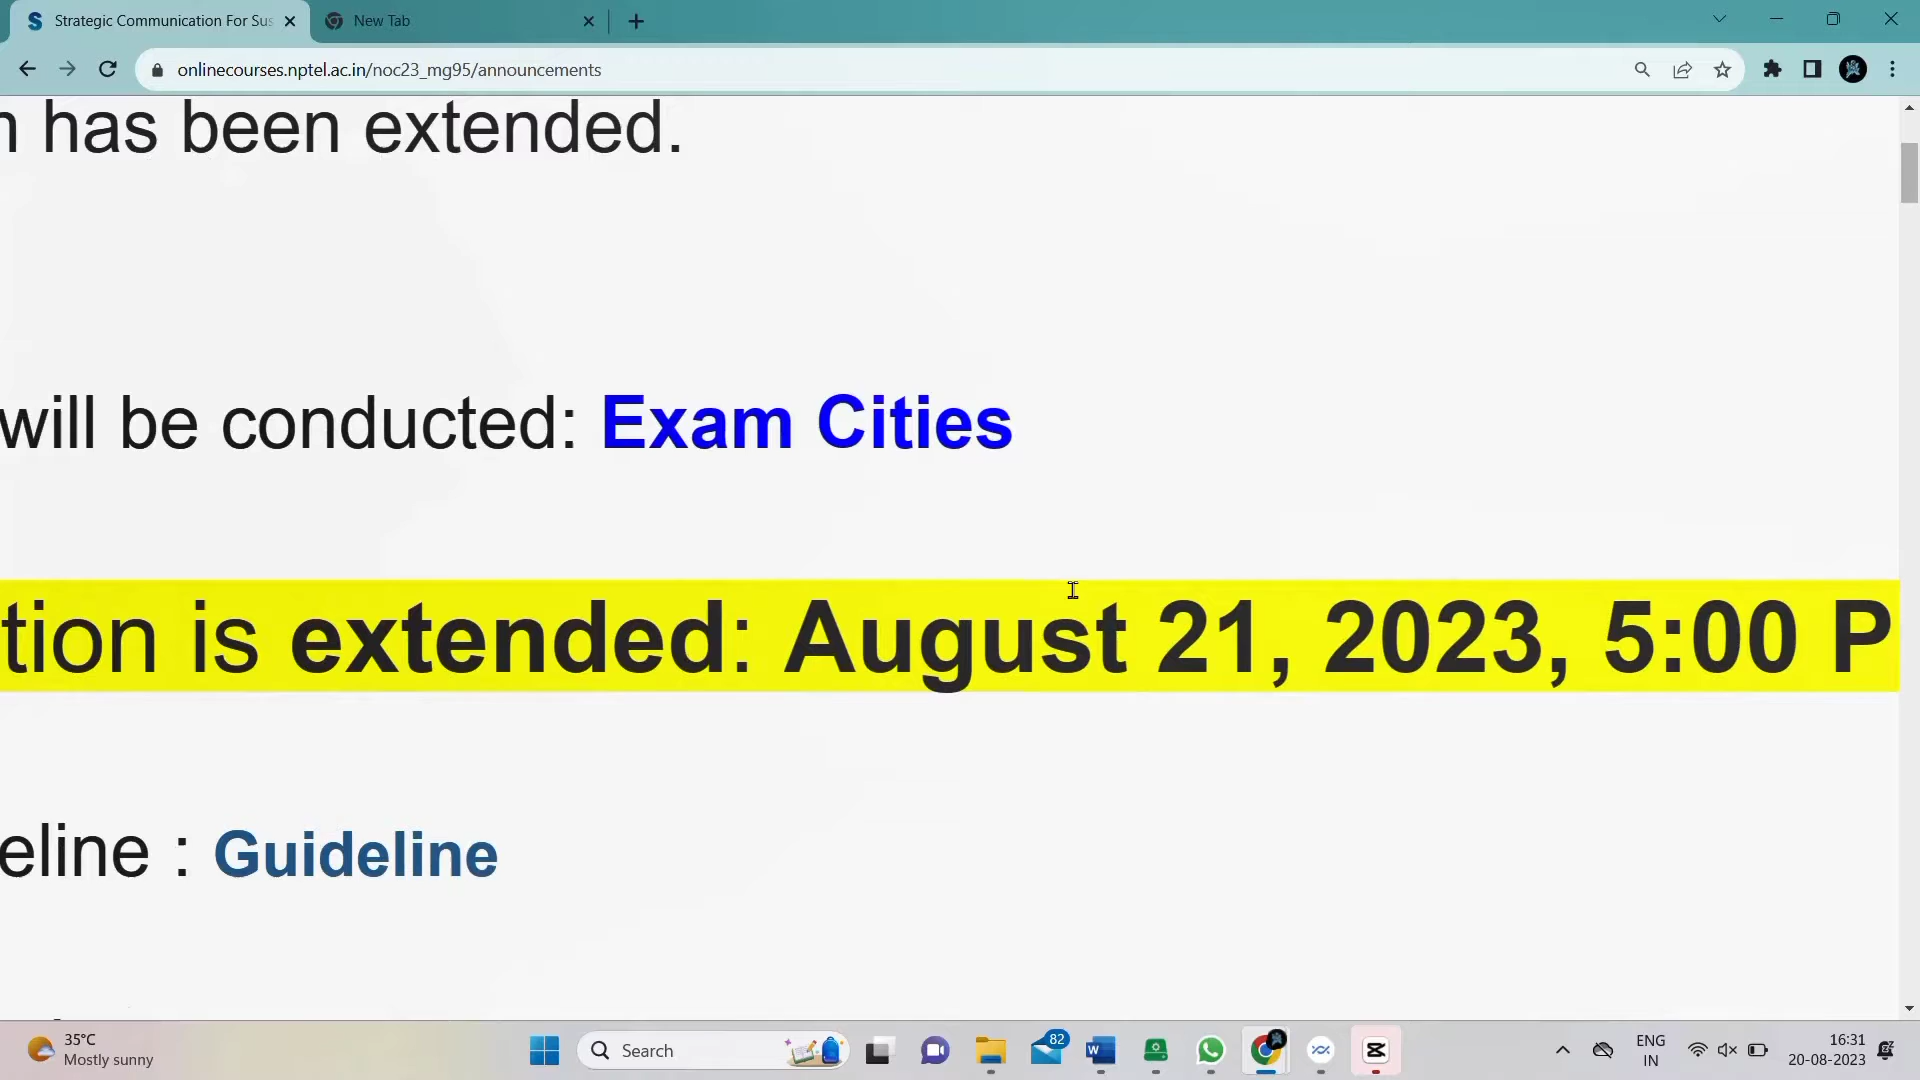 Strategic Communication For Sus
New Tab
onlinecourses.nptel.ac.in/noc23_mg95/announcements
n has been extended.
will be conducted: Exam Cities
tion is extended: August 21, 2023, 5:00 P
eline : Guideline
35°C
Mostly sunny
Search
82
ENG
IN
16:31
20-08-2023